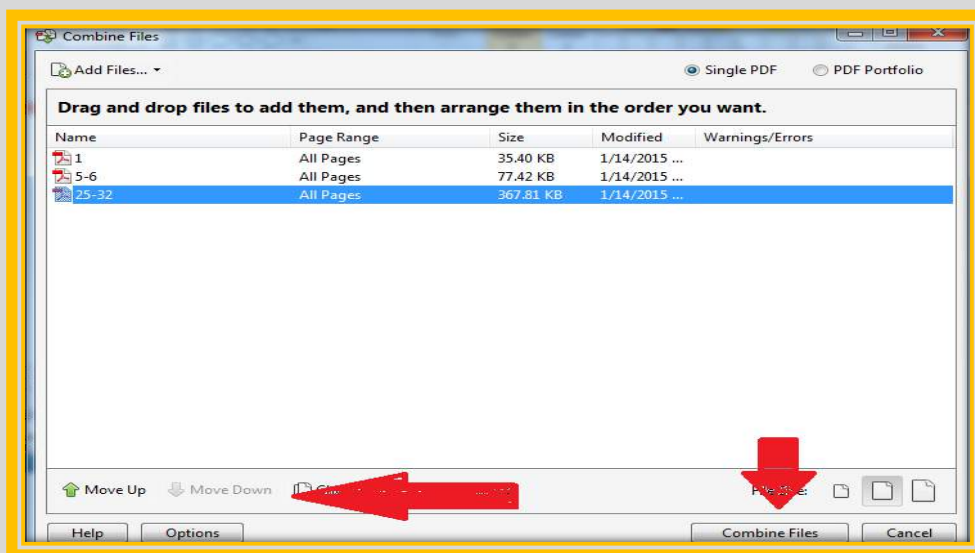 Combine Files
Add Files... Single PDF PDF Portfolio
Drag and drop files to add them, and then arrange them in the order you want.
Name Page Range Size Modified Warnings/Errors
1 All Pages 35.40 KB 1/14/2015 ...
5-6 All Pages 77.42 KB 1/14/2015 ...
25-32 All Pages 367.81 KB 1/14/2015 ...
Move Up Move Down
Help Options Combine Files Cancel